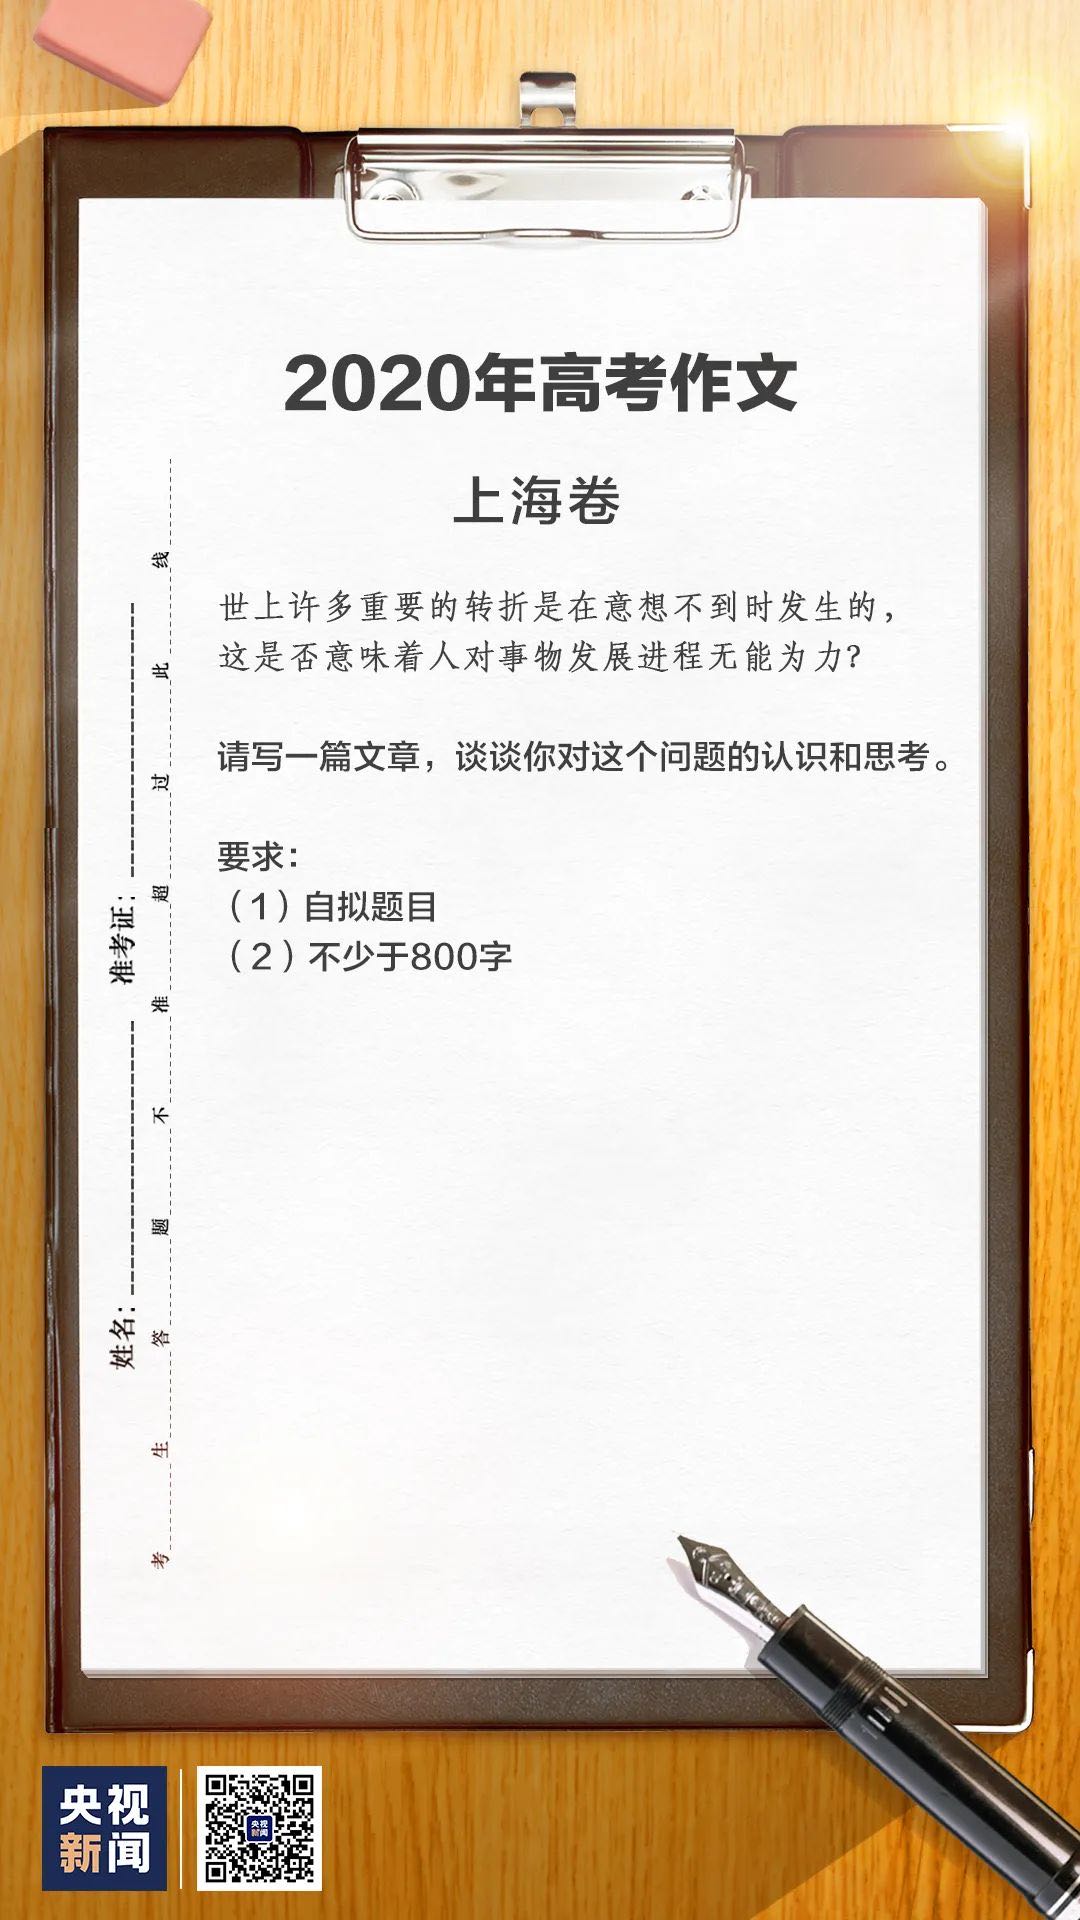 2020年高考作文
上海卷
世上许多重要的转折是在意想不到时发生的，
这是否意味着人对事物发展进程无能为力？
请写一篇文章，谈谈你对这个问题的认识和思考。
要求：
（1）自拟题目
（2）不少于800字
姓名： 准考证：
考生答题不准超过此线
央视
新闻
央视
新闻